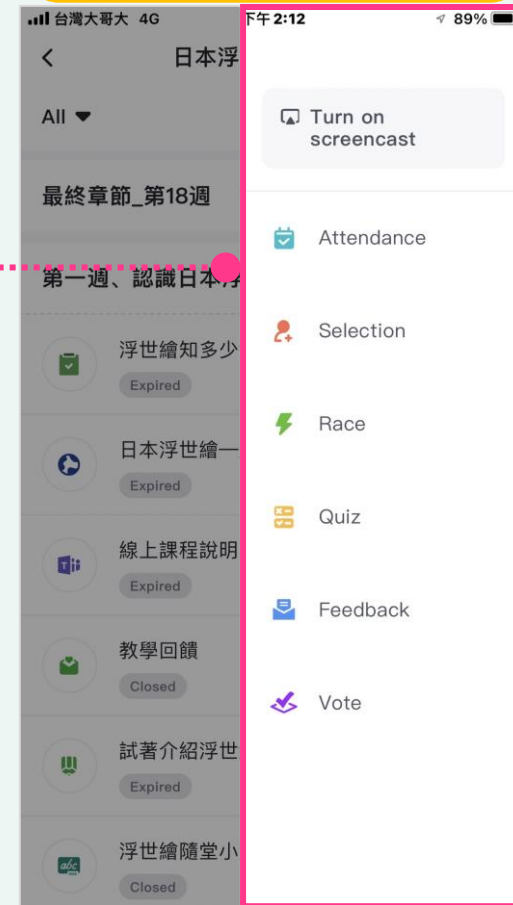 台灣大哥大 4G
下午 2:12
89%
日本浮
All
最終章節_第18週
第一週、認識日本浮
浮世繪知多少
Expired
日本浮世繪一
Expired
線上課程說明
Expired
教學回饋
Closed
試著介紹浮世
Expired
浮世繪隨堂小
Closed
Turn on
screencast
Attendance
Selection
Race
Quiz
Feedback
Vote